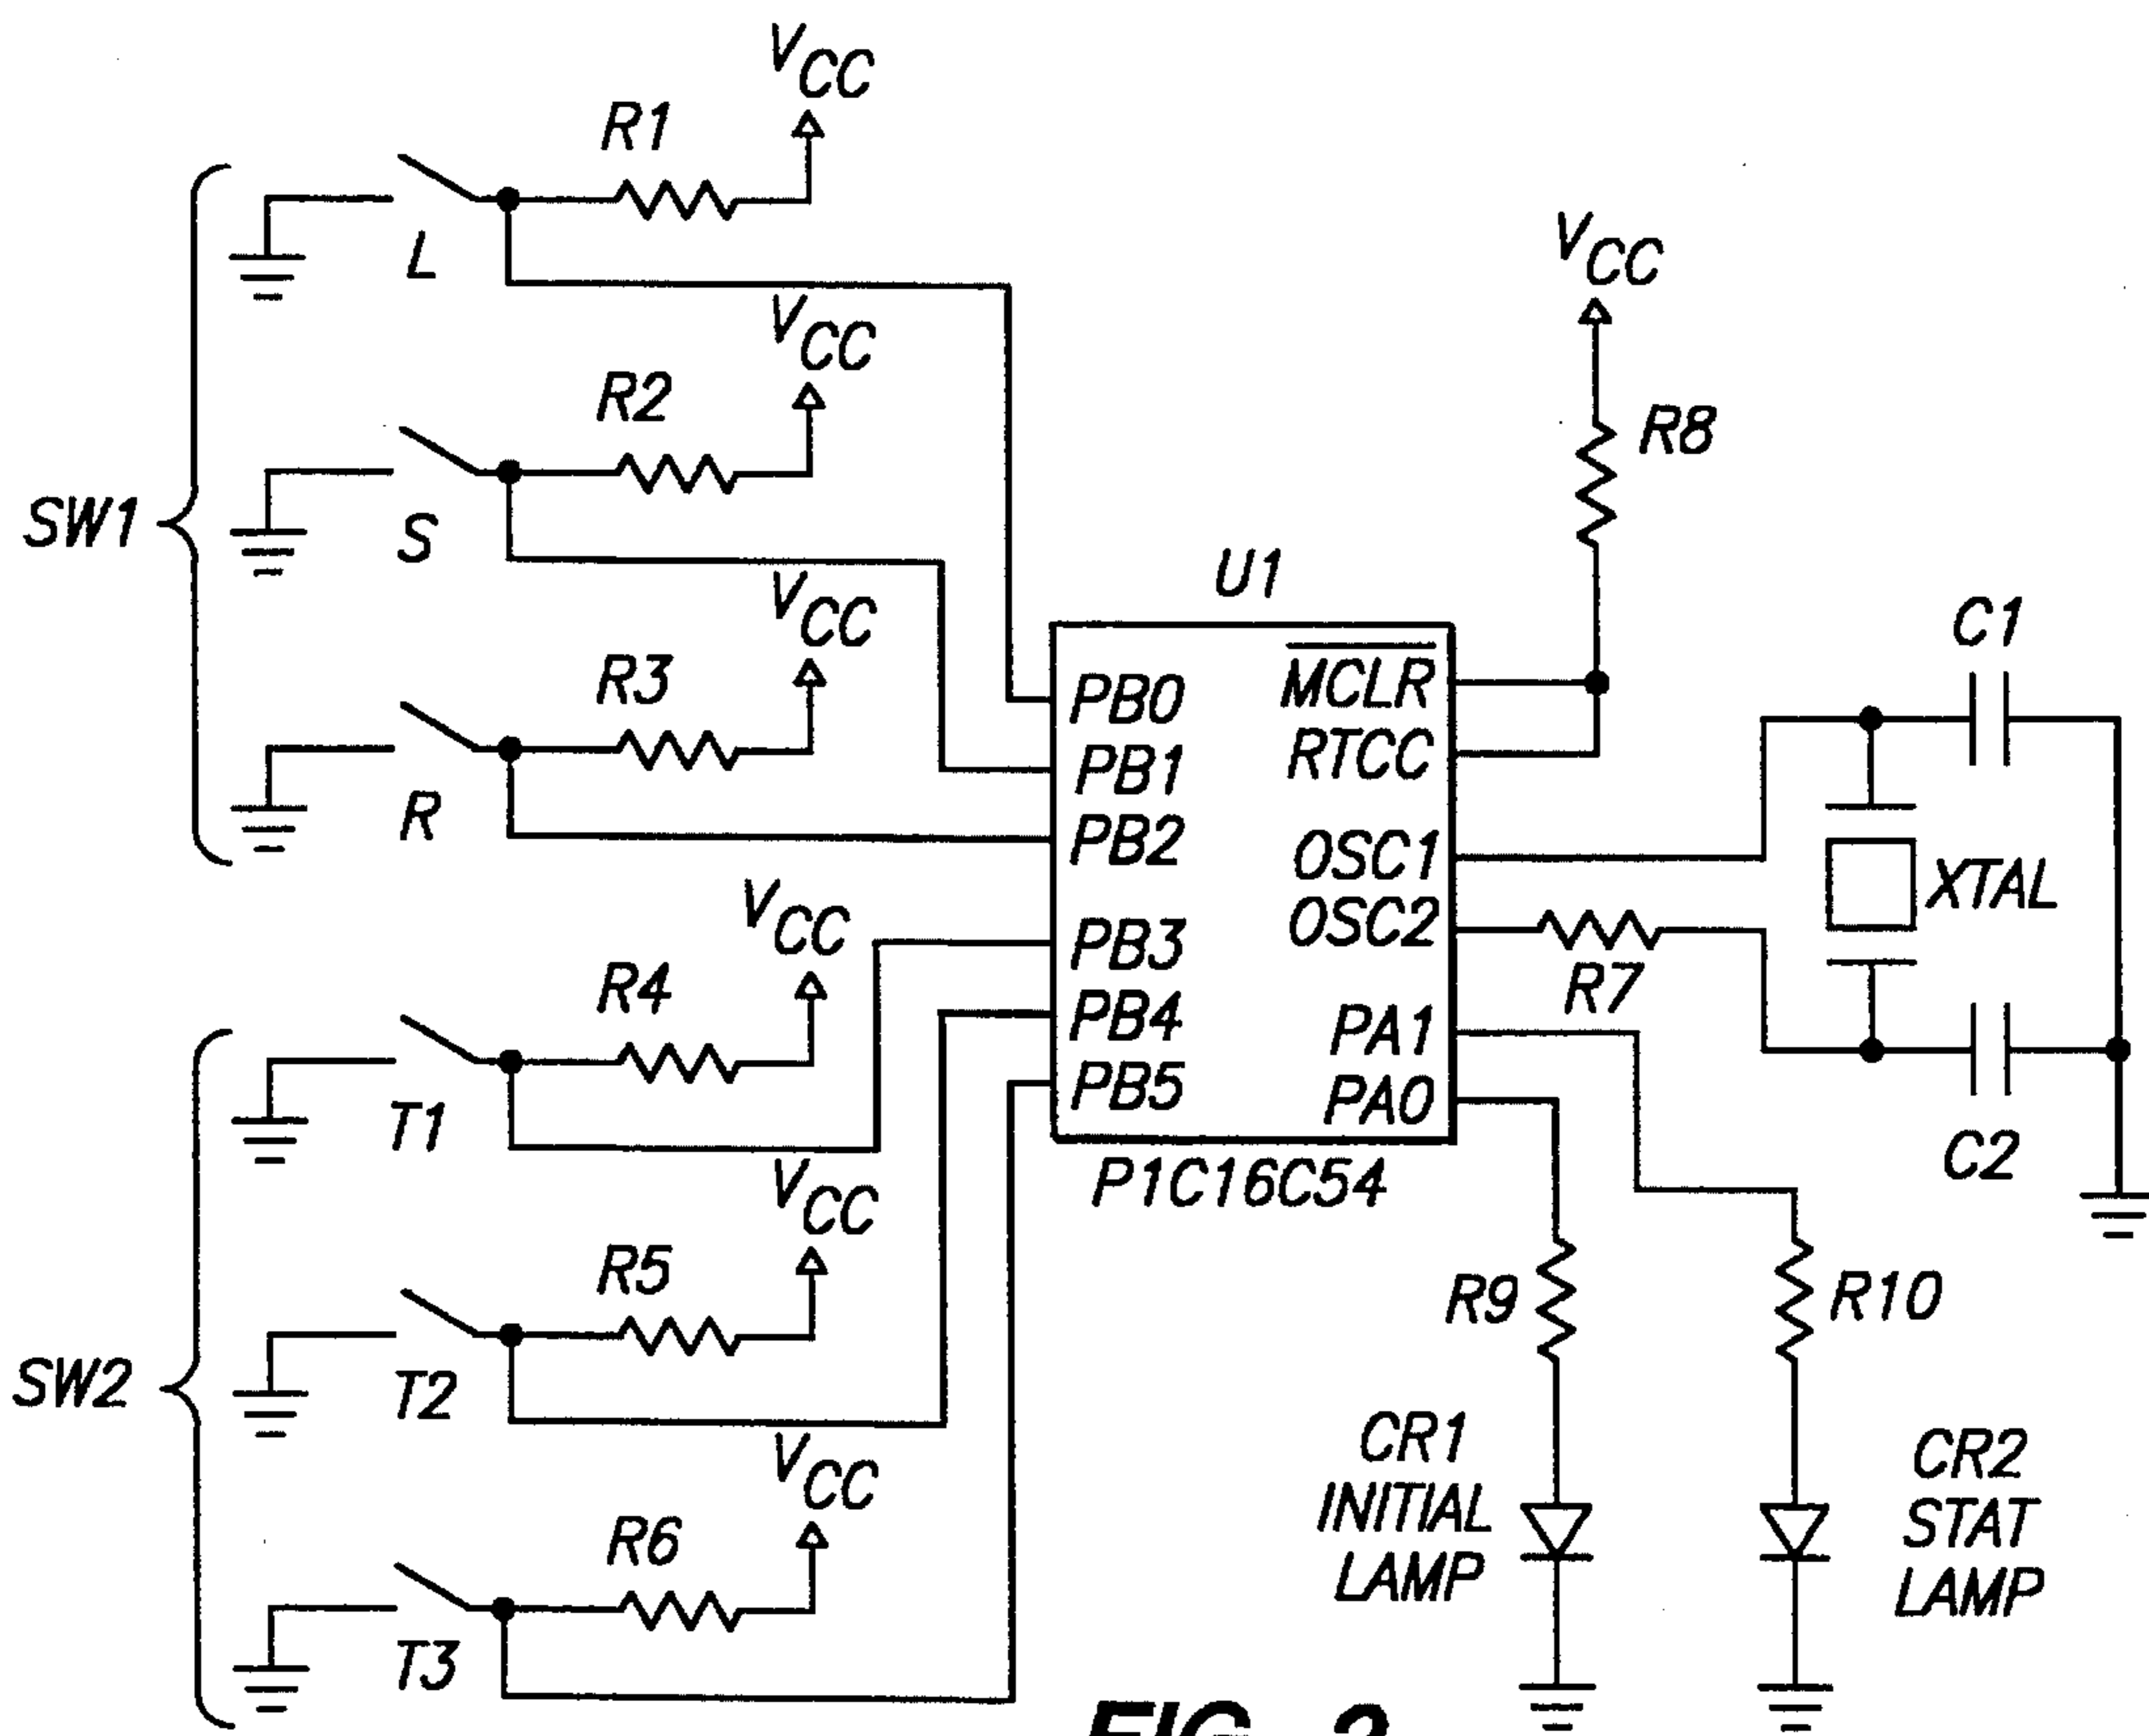 VCC
R1
L
VCC
R2
SW1
S
VCC
R3
R
VCC
R4
T1
VCC
R5
SW2
T2
VCC
R6
T3
U1
PB0
PB1
PB2
PB3
PB4
PB5
MCLR
RTCC
OSC1
OSC2
PA1
PA0
P1C16C54
VCC
R8
C1
XTAL
R7
C2
R9
R10
CR1
INITIAL
LAMP
CR2
STAT
LAMP